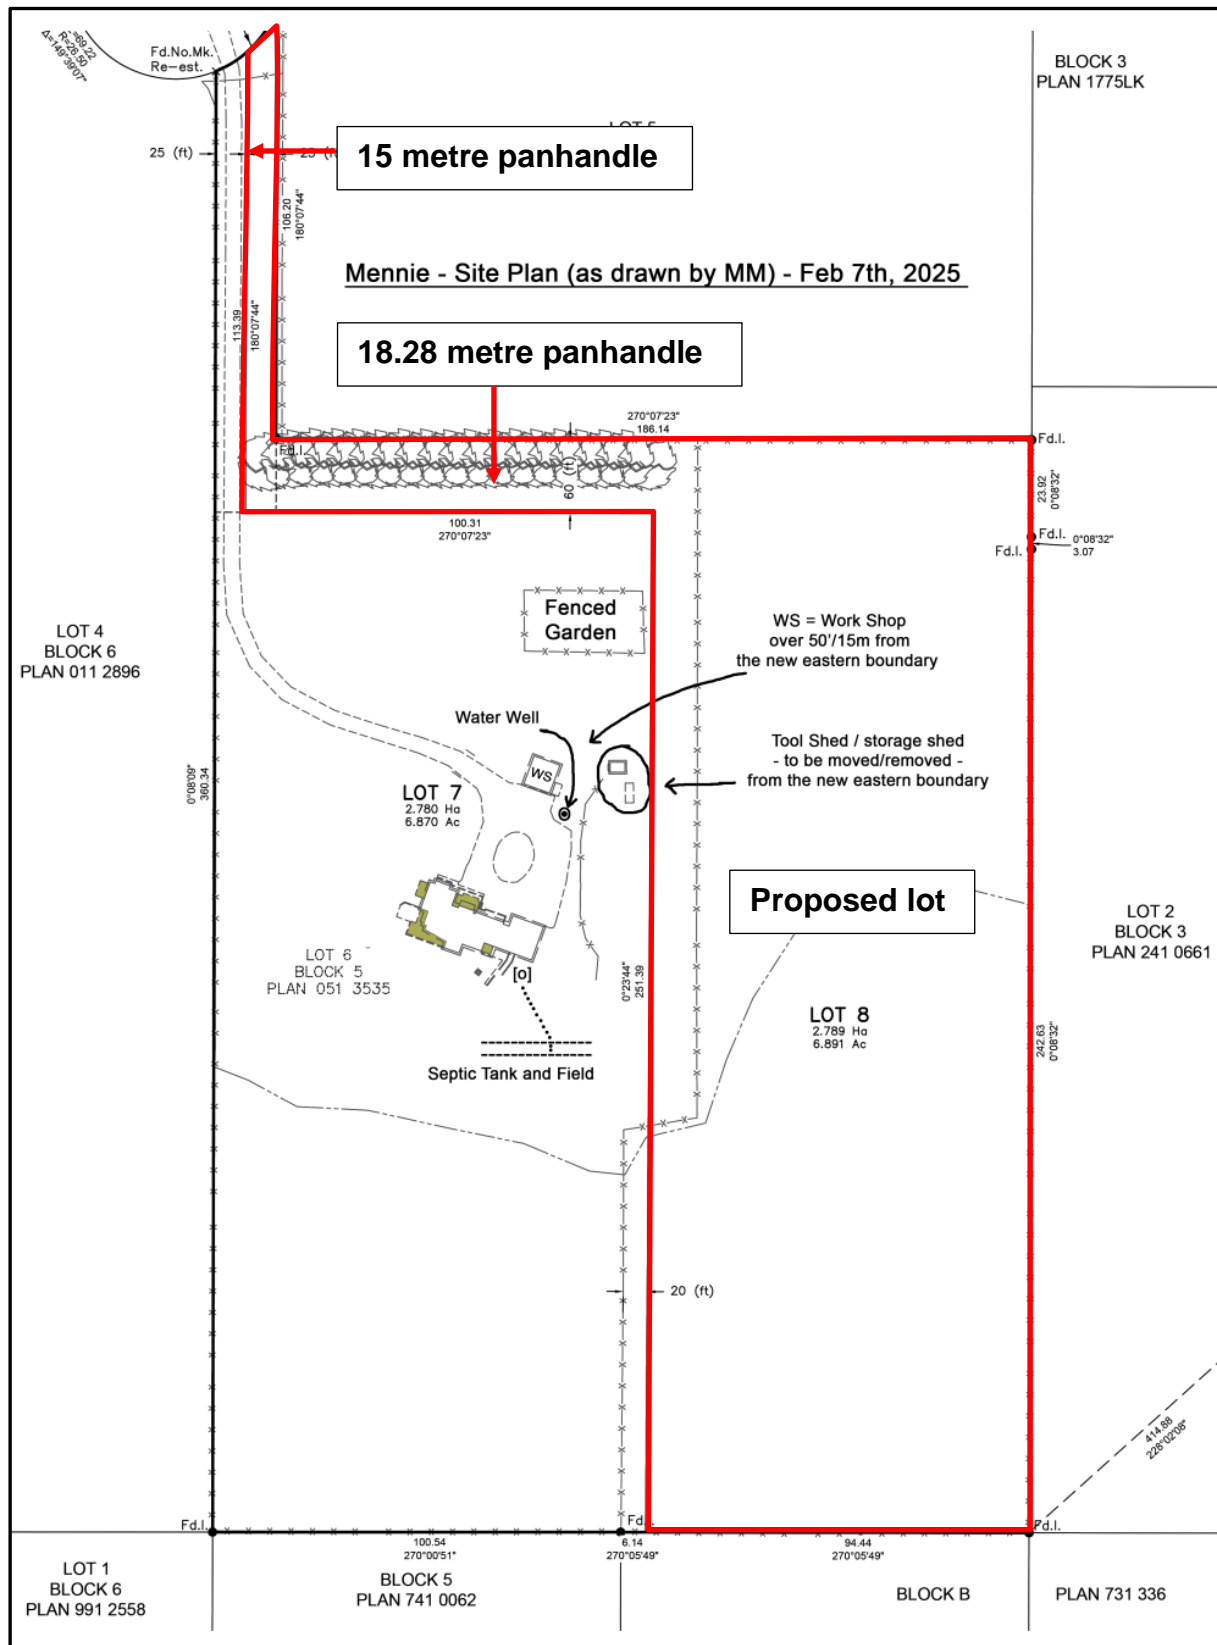 =69.22
R=26.50
Δ=149°39'07"
Fd.No.Mk.
Re-est.
BLOCK 3
PLAN 1775LK
25 (ft)
15 metre panhandle
106.20
180°07'44"
Mennie - Site Plan (as drawn by MM) - Feb 7th, 2025
113.39
180°07'44"
18.28 metre panhandle
270°07'23"
186.14
Fd.I.
Fd.I.
60 (ft)
23.92
0°08'32"
100.31
270°07'23"
Fd.I.
Fd.I.
0°08'32"
3.07
Fenced
Garden
WS = Work Shop
over 50'/15m from
the new eastern boundary
LOT 4
BLOCK 6
PLAN 011 2896
Water Well
Tool Shed / storage shed
- to be moved/removed -
from the new eastern boundary
WS
0°08'09"
360.34
LOT 7
2.780 Ha
6.870 Ac
Proposed lot
LOT 2
BLOCK 3
PLAN 241 0661
LOT 6
BLOCK 5
PLAN 051 3535
[o]
0°23'44"
251.39
LOT 8
2.789 Ha
6.891 Ac
242.63
0°08'32"
Septic Tank and Field
20 (ft)
414.88
228°02'08"
Fd.I.
Fd.I.
100.54
270°00'51"
6.14
270°05'49"
94.44
270°05'49"
LOT 1
BLOCK 6
PLAN 991 2558
BLOCK 5
PLAN 741 0062
BLOCK B
PLAN 731 336